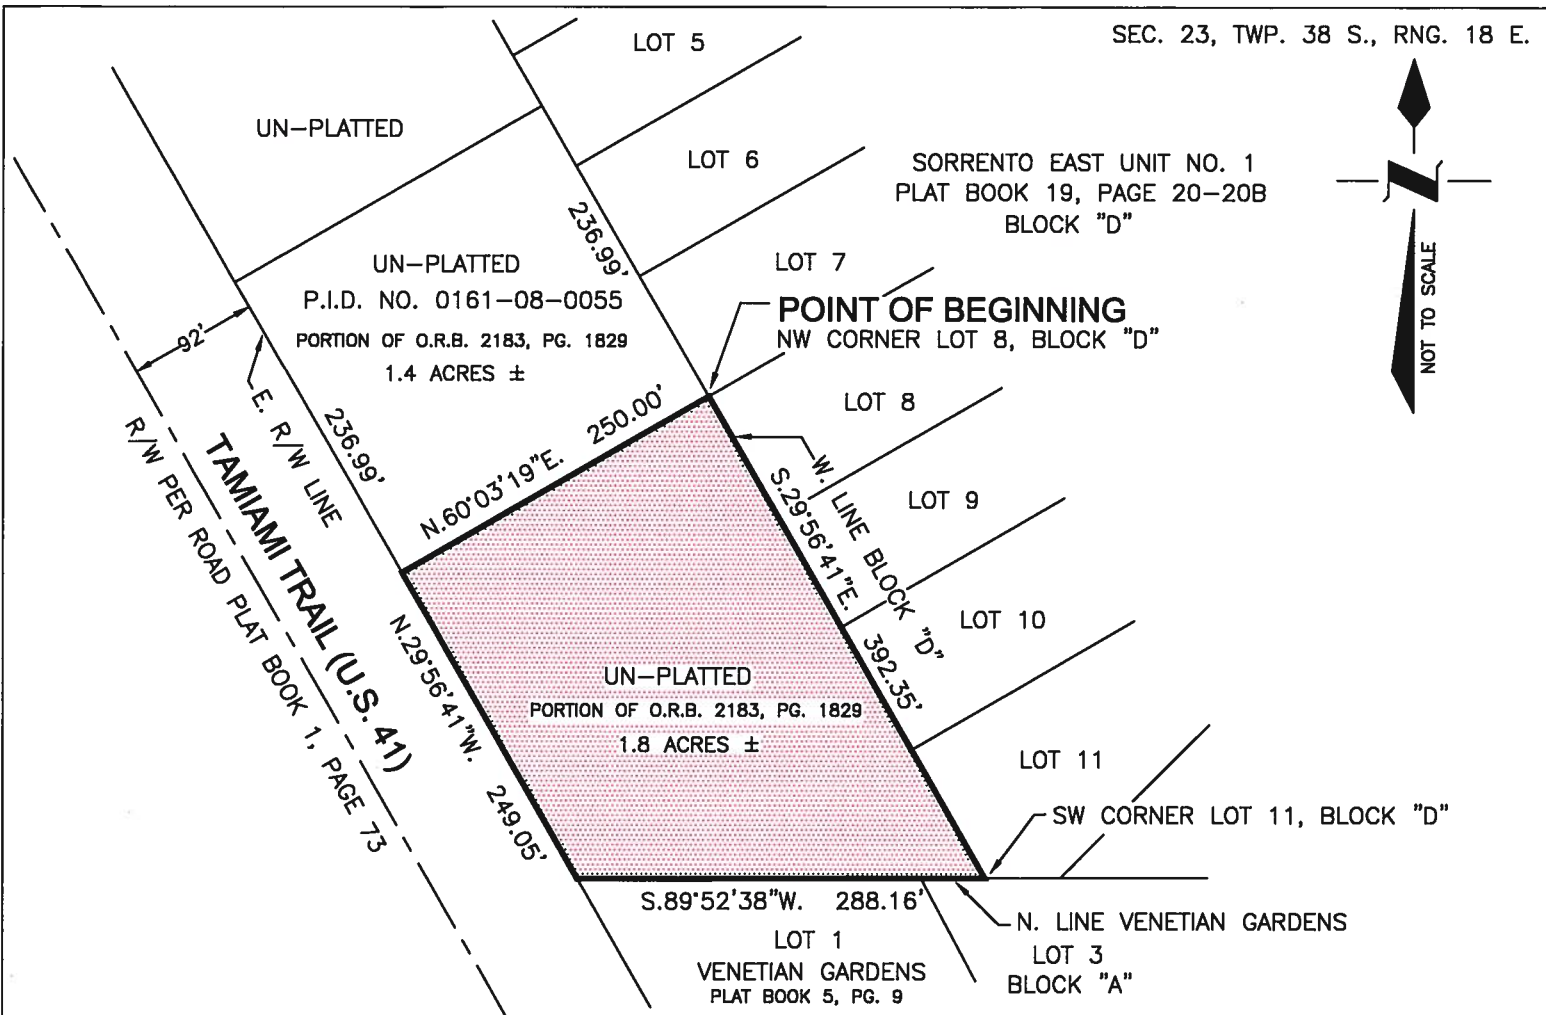 SEC. 23, TWP. 38 S., RNG. 18 E.
LOT 5
UN-PLATTED
LOT 6
SORRENTO EAST UNIT NO. 1
PLAT BOOK 19, PAGE 20-20B
BLOCK "D"
NOT TO SCALE
236.99'
UN-PLATTED
P.I.D. NO. 0161-08-0055
PORTION OF O.R.B. 2183, PG. 1829
1.4 ACRES ±
LOT 7
POINT OF BEGINNING
NW CORNER LOT 8, BLOCK "D"
92'
E. R/W LINE
236.99'
N.60°03'19"E. 250.00'
LOT 8
W. LINE BLOCK "D"
S.29°56'41"E. 392.35'
LOT 9
TAMIAMI TRAIL (U.S. 41)
R/W PER ROAD PLAT BOOK 1, PAGE 73
LOT 10
N.29°56'41"W. 249.05'
UN-PLATTED
PORTION OF O.R.B. 2183, PG. 1829
1.8 ACRES ±
LOT 11
SW CORNER LOT 11, BLOCK "D"
S.89°52'38"W. 288.16'
N. LINE VENETIAN GARDENS
LOT 1
VENETIAN GARDENS
PLAT BOOK 5, PG. 9
LOT 3
BLOCK "A"